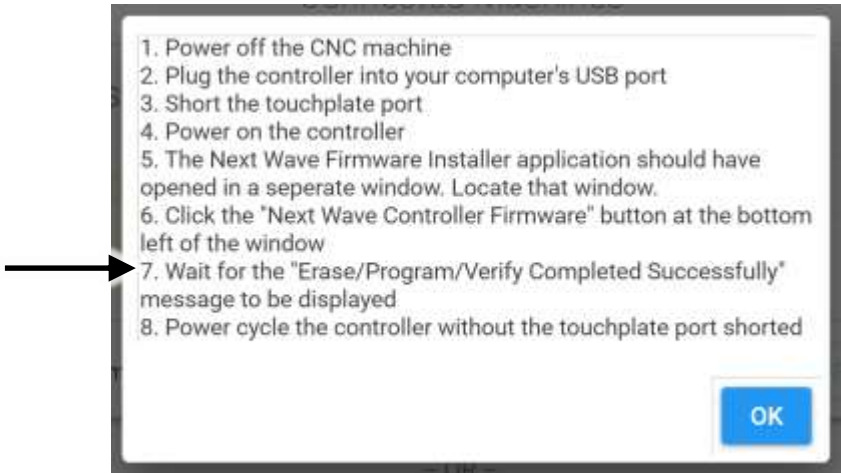 1. Power off the CNC machine
2. Plug the controller into your computer's USB port
3. Short the touchplate port
4. Power on the controller
5. The Next Wave Firmware Installer application should have
opened in a seperate window. Locate that window.
6. Click the "Next Wave Controller Firmware" button at the bottom
left of the window
7. Wait for the "Erase/Program/Verify Completed Successfully"
message to be displayed
8. Power cycle the controller without the touchplate port shorted
OK